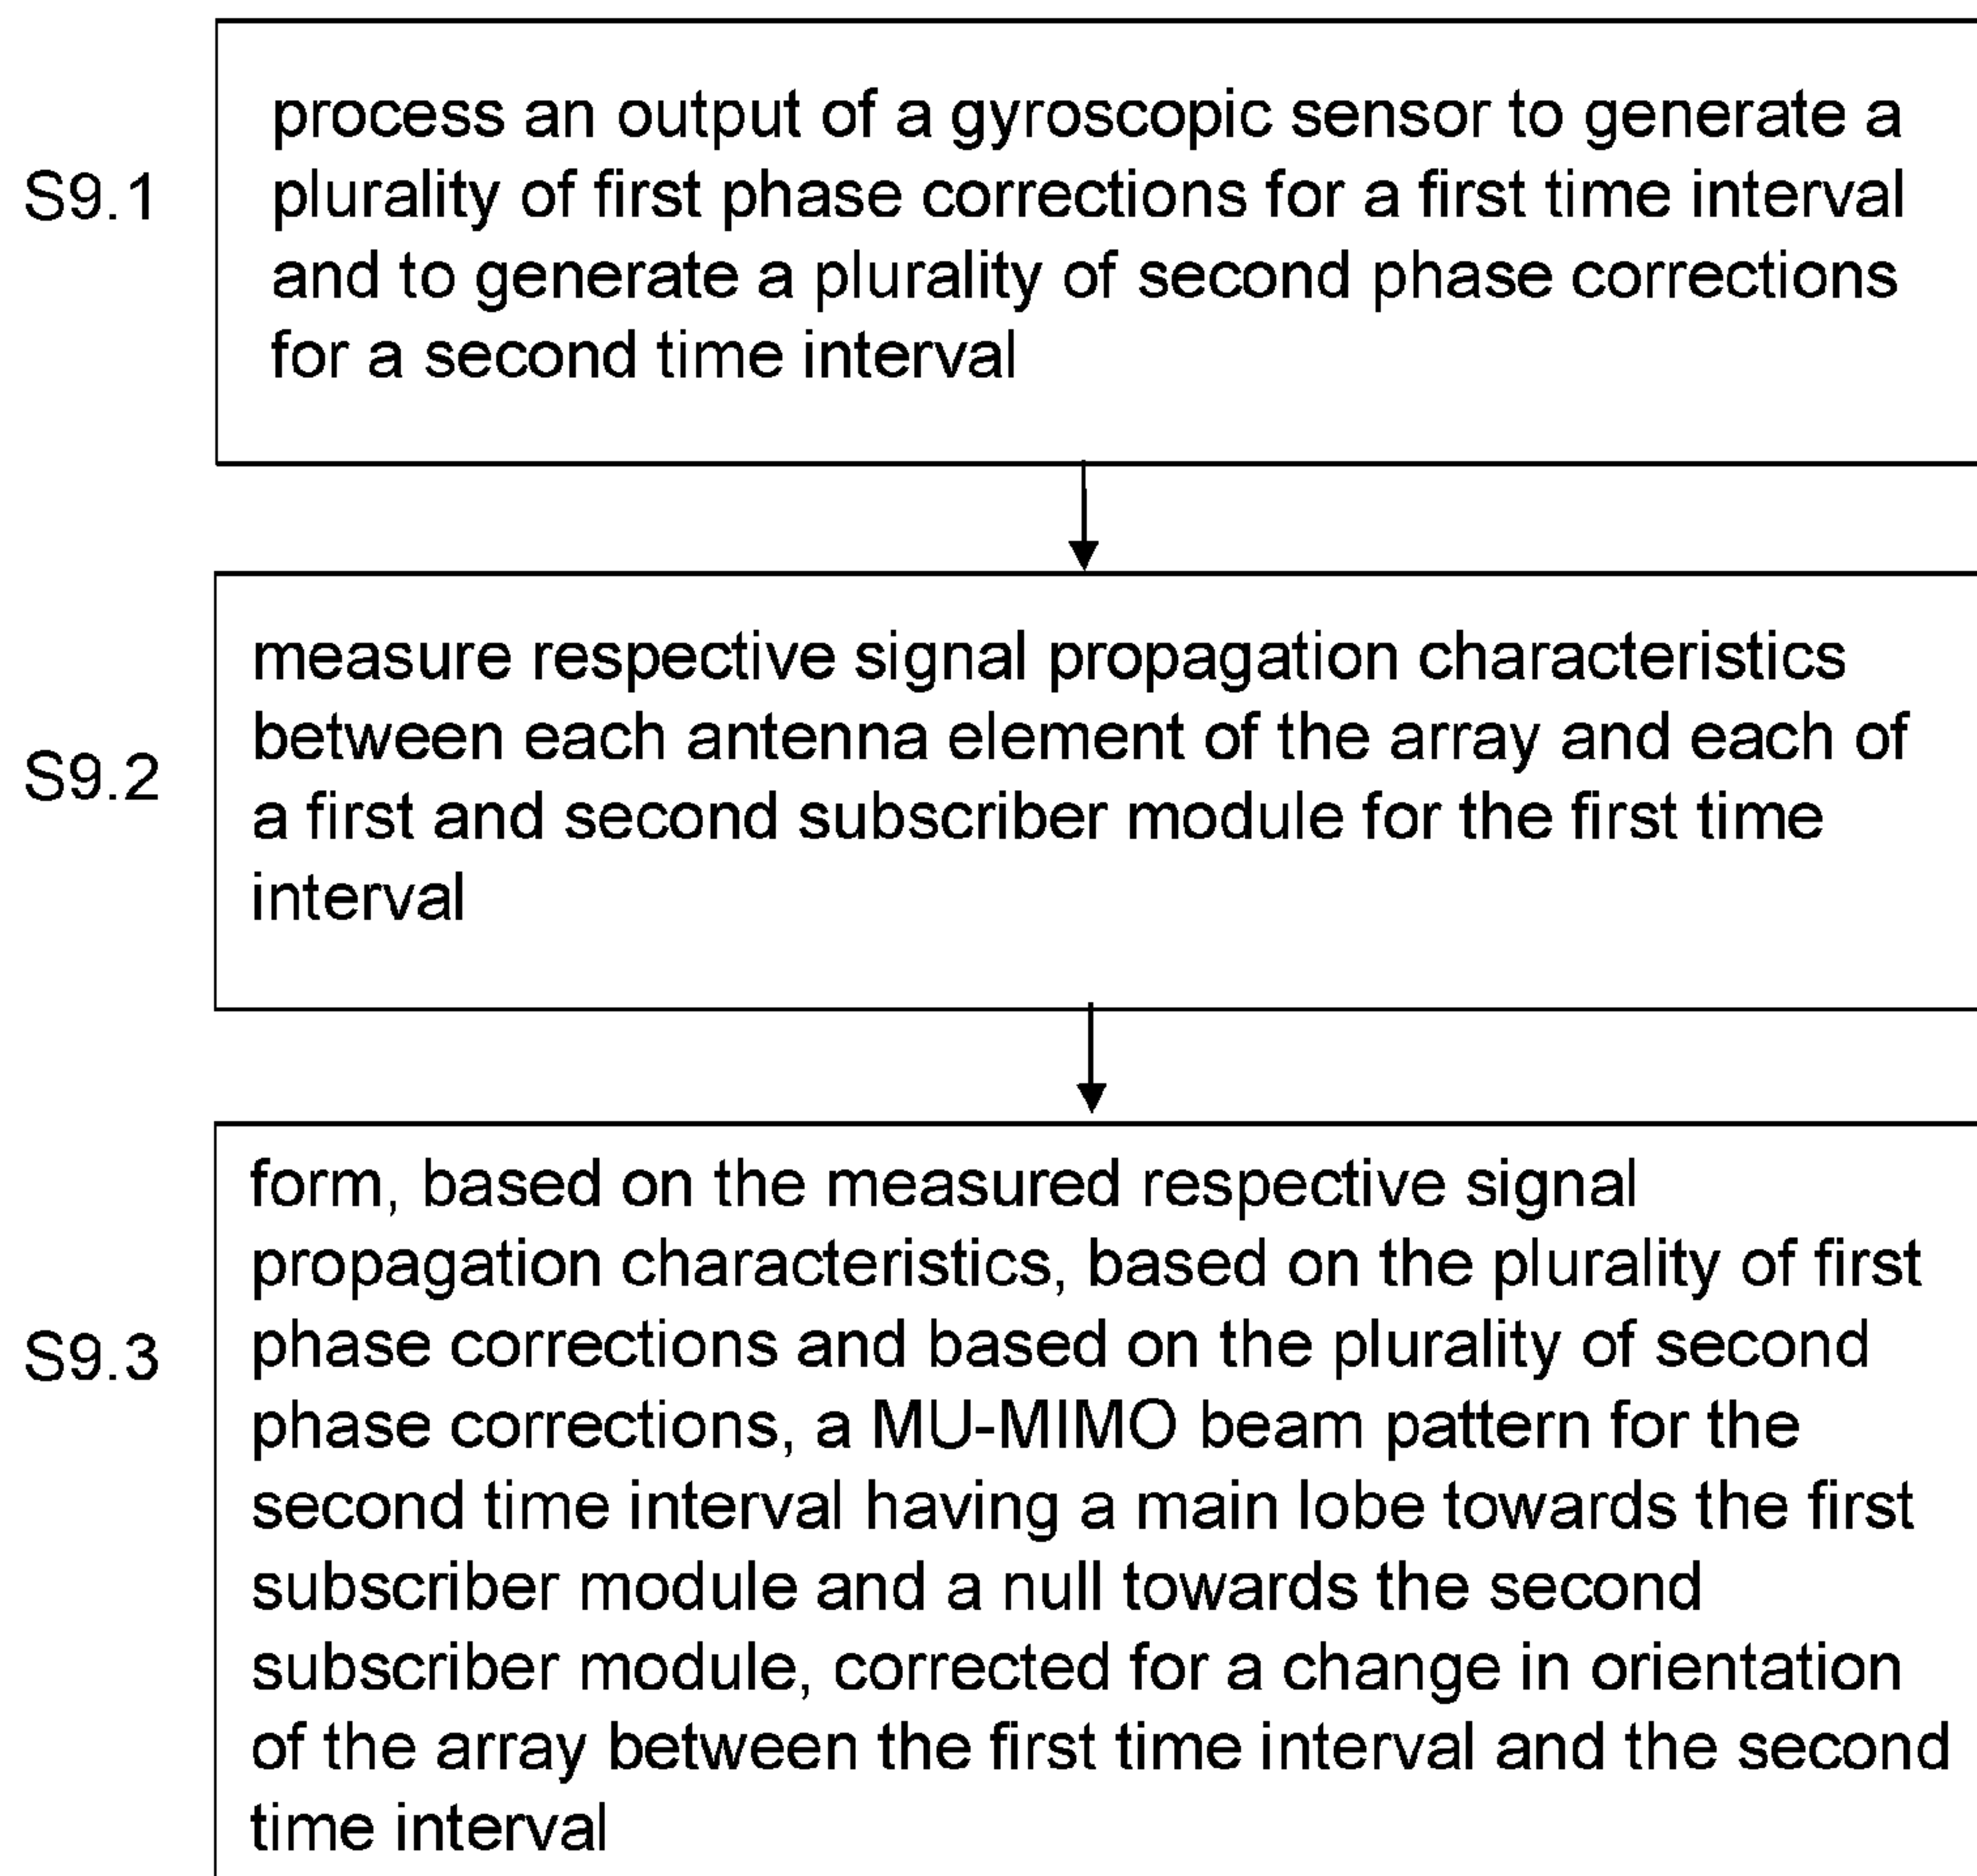 S9.1
process an output of a gyroscopic sensor to generate a
plurality of first phase corrections for a first time interval
and to generate a plurality of second phase corrections
for a second time interval
S9.2
measure respective signal propagation characteristics
between each antenna element of the array and each of
a first and second subscriber module for the first time
interval
S9.3
form, based on the measured respective signal
propagation characteristics, based on the plurality of first
phase corrections and based on the plurality of second
phase corrections, a MU-MIMO beam pattern for the
second time interval having a main lobe towards the first
subscriber module and a null towards the second
subscriber module, corrected for a change in orientation
of the array between the first time interval and the second
time interval